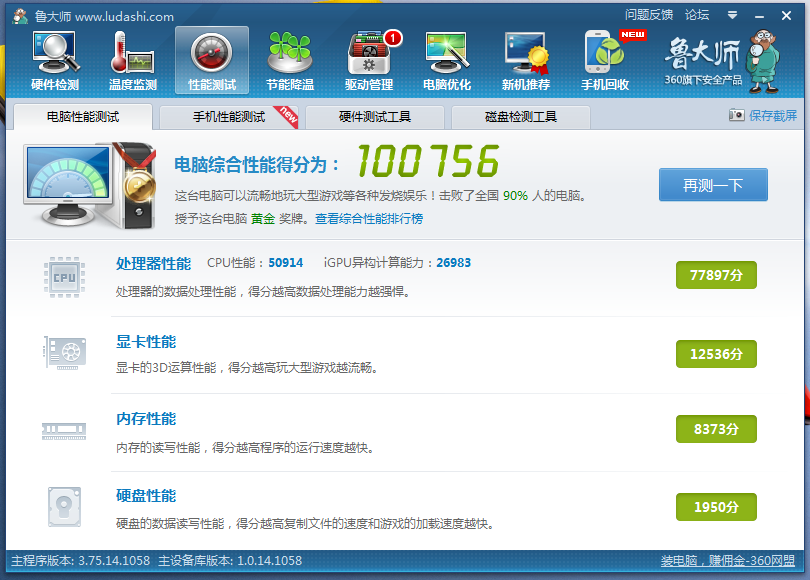 鲁大师 www.ludashi.com
问题反馈 论坛
硬件检测 温度监测 性能测试 节能降温 驱动管理 电脑优化 新机推荐 手机回收
1
NEW
鲁大师
360旗下安全产品
电脑性能测试 手机性能测试 new 硬件测试工具 磁盘检测工具 保存截屏
电脑综合性能得分为： 100756
这台电脑可以流畅地玩大型游戏等各种发烧娱乐！击败了全国 90% 人的电脑。
授予这台电脑 黄金 奖牌。查看综合性能排行榜
再测一下
CPU
处理器性能 CPU性能：50914 iGPU异构计算能力：26983
处理器的数据处理性能，得分越高数据处理能力越强悍。
77897分
显卡性能
显卡的3D运算性能，得分越高玩大型游戏越流畅。
12536分
内存性能
内存的读写性能，得分越高程序的运行速度越快。
8373分
硬盘性能
硬盘的数据读写性能，得分越高复制文件的速度和游戏的加载速度越快。
1950分
主程序版本: 3.75.14.1058 主设备库版本: 1.0.14.1058
装电脑，赚佣金-360网盟